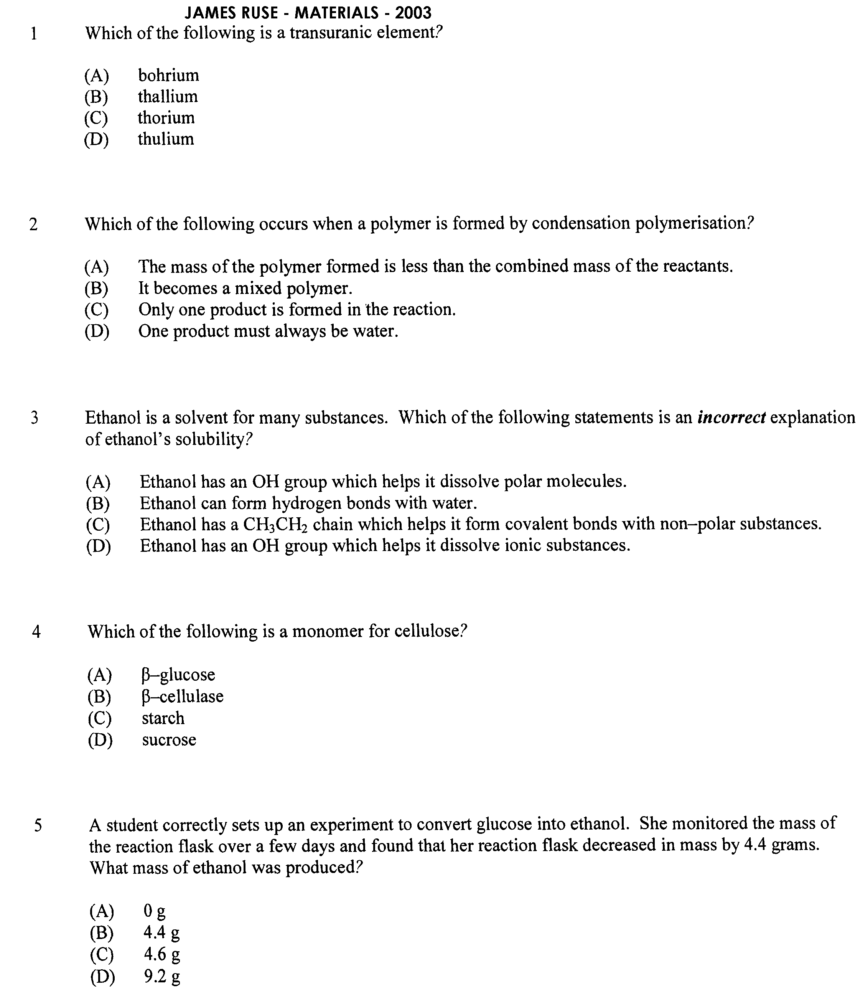 JAMES RUSE - MATERIALS - 2003
1 Which of the following is a transuranic element?
(A) bohrium
(B) thallium
(C) thorium
(D) thulium
2 Which of the following occurs when a polymer is formed by condensation polymerisation?
(A) The mass of the polymer formed is less than the combined mass of the reactants.
(B) It becomes a mixed polymer.
(C) Only one product is formed in the reaction.
(D) One product must always be water.
3 Ethanol is a solvent for many substances. Which of the following statements is an incorrect explanation
of ethanol's solubility?
(A) Ethanol has an OH group which helps it dissolve polar molecules.
(B) Ethanol can form hydrogen bonds with water.
(C) Ethanol has a CH₃CH₂ chain which helps it form covalent bonds with non–polar substances.
(D) Ethanol has an OH group which helps it dissolve ionic substances.
4 Which of the following is a monomer for cellulose?
(A) β–glucose
(B) β–cellulase
(C) starch
(D) sucrose
5 A student correctly sets up an experiment to convert glucose into ethanol. She monitored the mass of
the reaction flask over a few days and found that her reaction flask decreased in mass by 4.4 grams.
What mass of ethanol was produced?
(A) 0 g
(B) 4.4 g
(C) 4.6 g
(D) 9.2 g